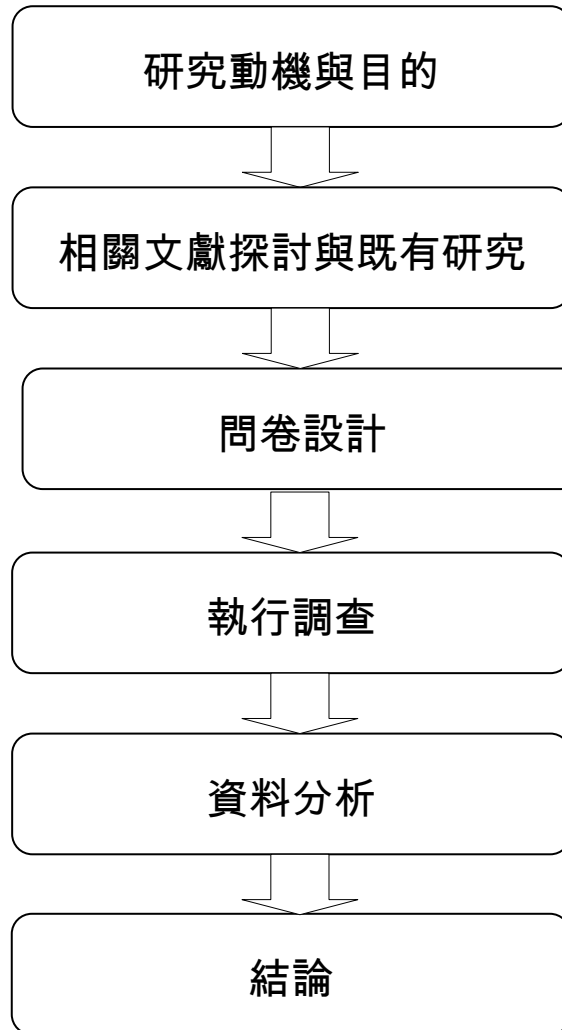 研究動機與目的
相關文獻探討與既有研究
問卷設計
執行調查
資料分析
結論